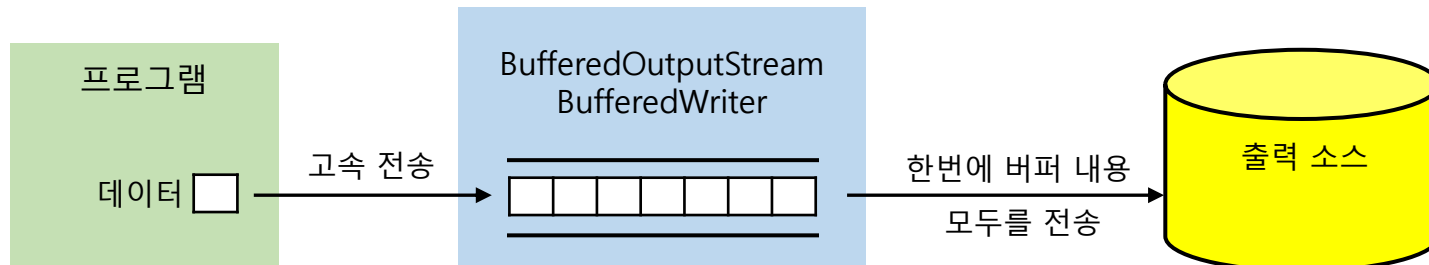 프로그램
데이터
고속 전송
BufferedOutputStream
BufferedWriter
한번에 버퍼 내용
모두를 전송
출력 소스